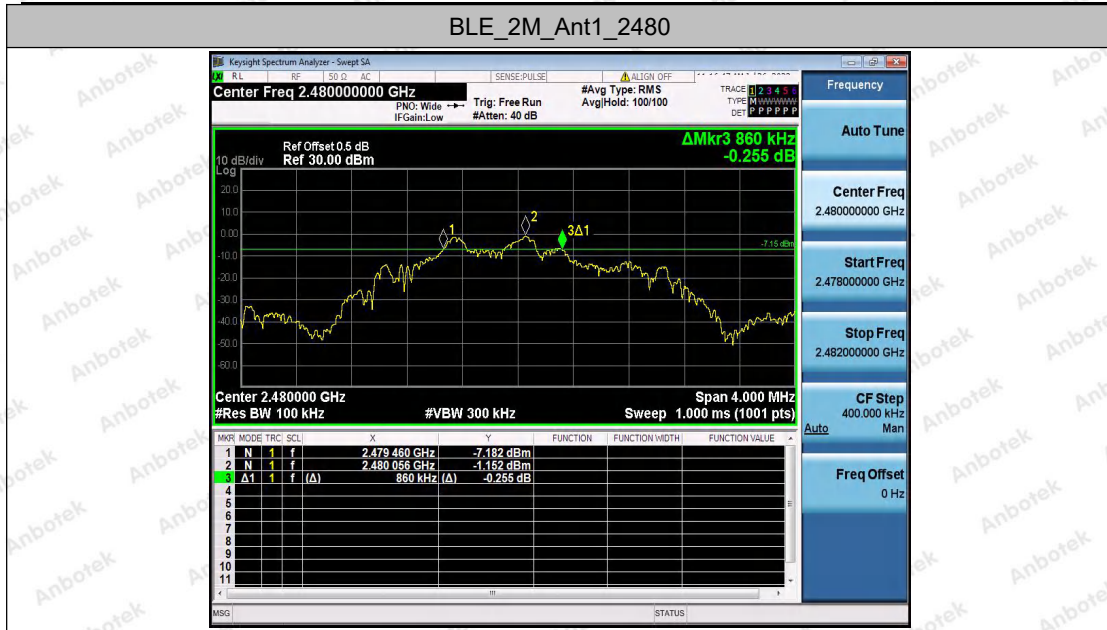 BLE_2M_Ant1_2480
Keysight Spectrum Analyzer - Swept SA
RL RF 50 Ω AC SENSE:PULSE ALIGN OFF
Center Freq 2.480000000 GHz
PNO: Wide
IFGain:Low
Trig: Free Run
#Atten: 40 dB
#Avg Type: RMS
Avg|Hold: 100/100
TRACE 1 2 3 4 5 6
TYPE M WWWWW
DET P P P P P P
ΔMkr3 860 kHz
-0.255 dB
Ref Offset 0.5 dB
10 dB/div Ref 30.00 dBm
Log
20.0
10.0
0.00
-10.0
-20.0
-30.0
-40.0
-50.0
-60.0
1
2
3Δ1
-7.15 dBm
Center 2.480000 GHz Span 4.000 MHz
#Res BW 100 kHz #VBW 300 kHz Sweep 1.000 ms (1001 pts)
MKR MODE TRC SCL X Y FUNCTION FUNCTION WIDTH FUNCTION VALUE
1 N 1 f 2.479 460 GHz -7.182 dBm
2 N 1 f 2.480 056 GHz -1.152 dBm
3 Δ1 1 f (Δ) 860 kHz (Δ) -0.255 dB
4
5
6
7
8
9
10
11
MSG STATUS
Frequency
Auto Tune
Center Freq
2.480000000 GHz
Start Freq
2.478000000 GHz
Stop Freq
2.482000000 GHz
CF Step
400.000 kHz
Auto Man
Freq Offset
0 Hz